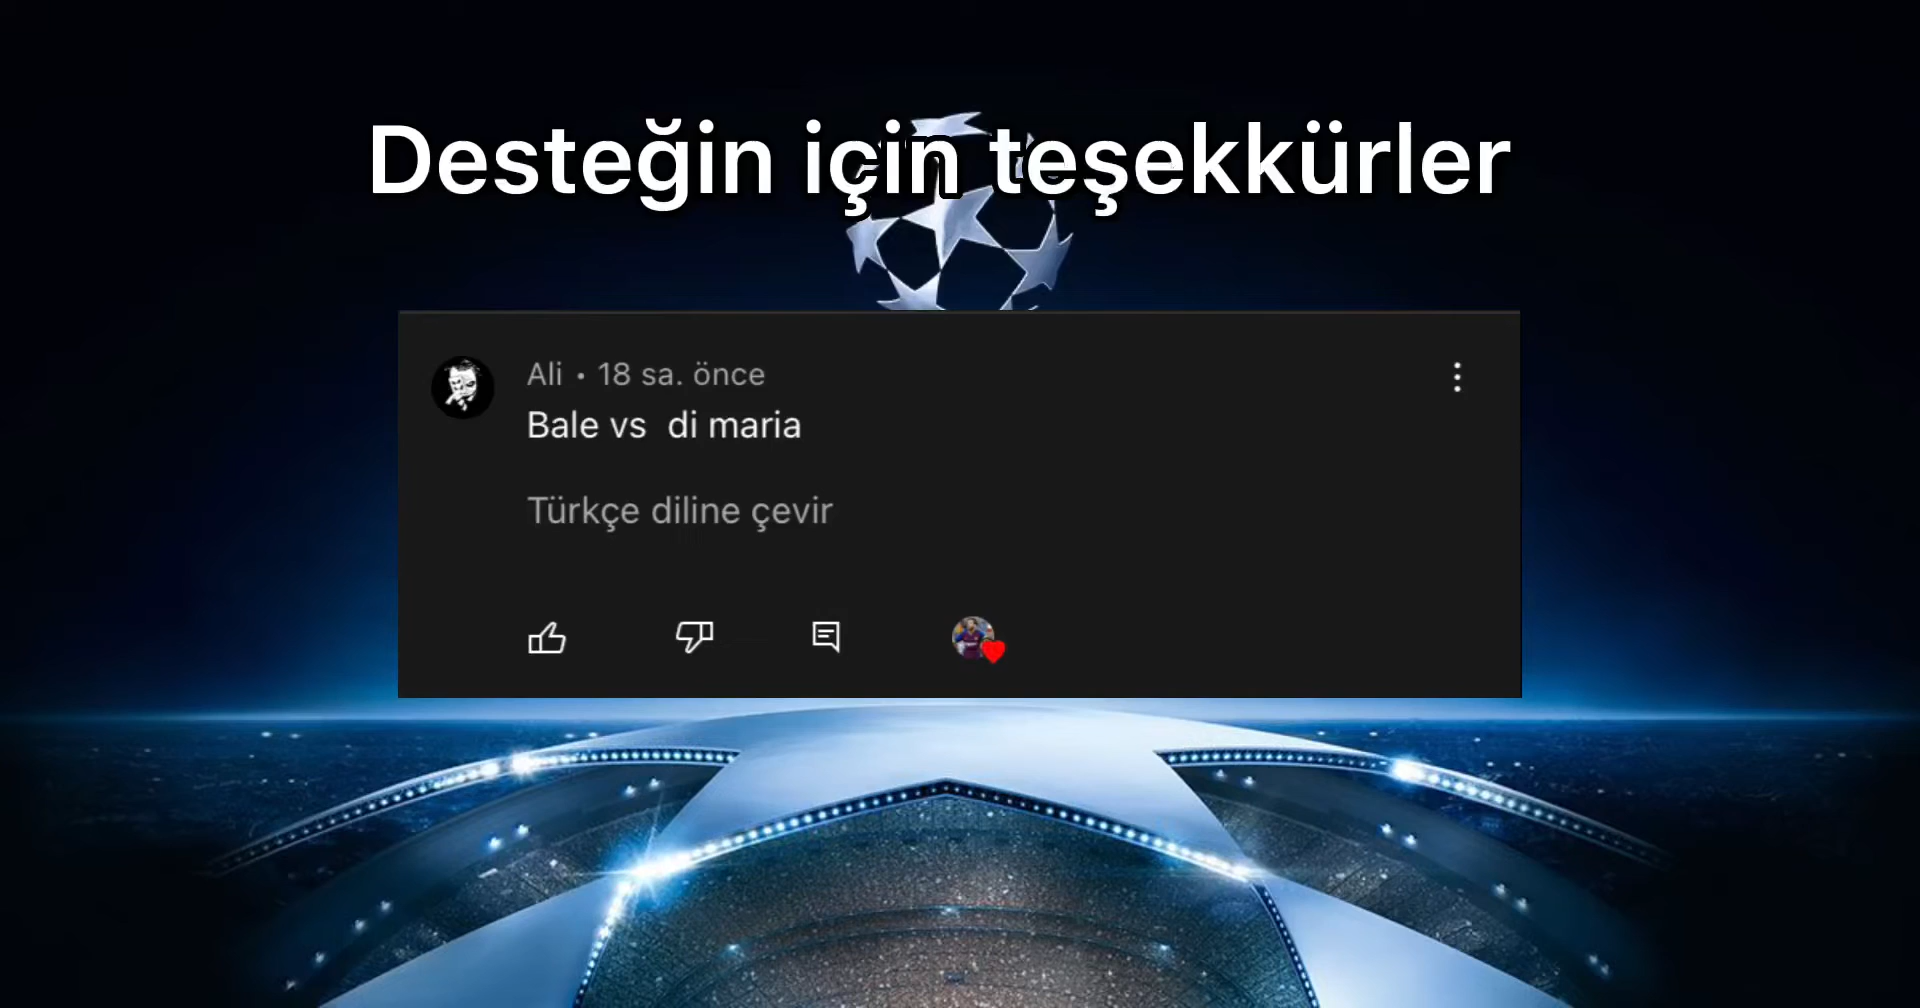 Desteğin için teşekkürler
Ali • 18 sa. önce
Bale vs  di maria
Türkçe diline çevir